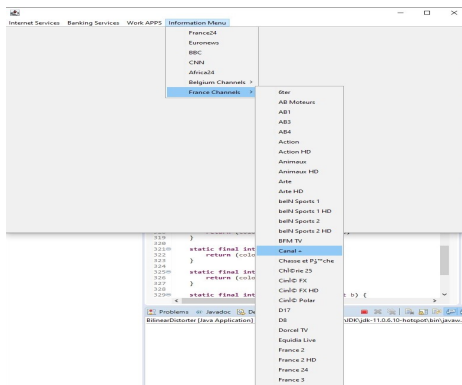 Internet Services Banking Services Work APPS Information Menu
France24
Euronews
BBC
CNN
Africa24
Belgium Channels >
France Channels >
6ter
AB Moteurs
AB1
AB3
AB4
Action
Action HD
Animaux
Animaux HD
Arte
Arte HD
beIN Sports 1
beIN Sports 1 HD
beIN Sports 2
beIN Sports 2 HD
BFM TV
Canal +
Chasse et P
ChÃ©rie 25
CinÃ© FX
CinÃ© FX HD
CinÃ© Polar
D17
D8
Dorcel TV
Equidia Live
France 2
France 2 HD
France 24
France 3
319 }
320
321 static final int
322 return (colo
323 }
324
325 static final int
326 return (colo
327 }
328
329 static final int t b) {
Problems Javadoc De
BilinearDistorter [Java Application] \JDK\jdk-11.0.6.10-hotspot\bin\javaw.